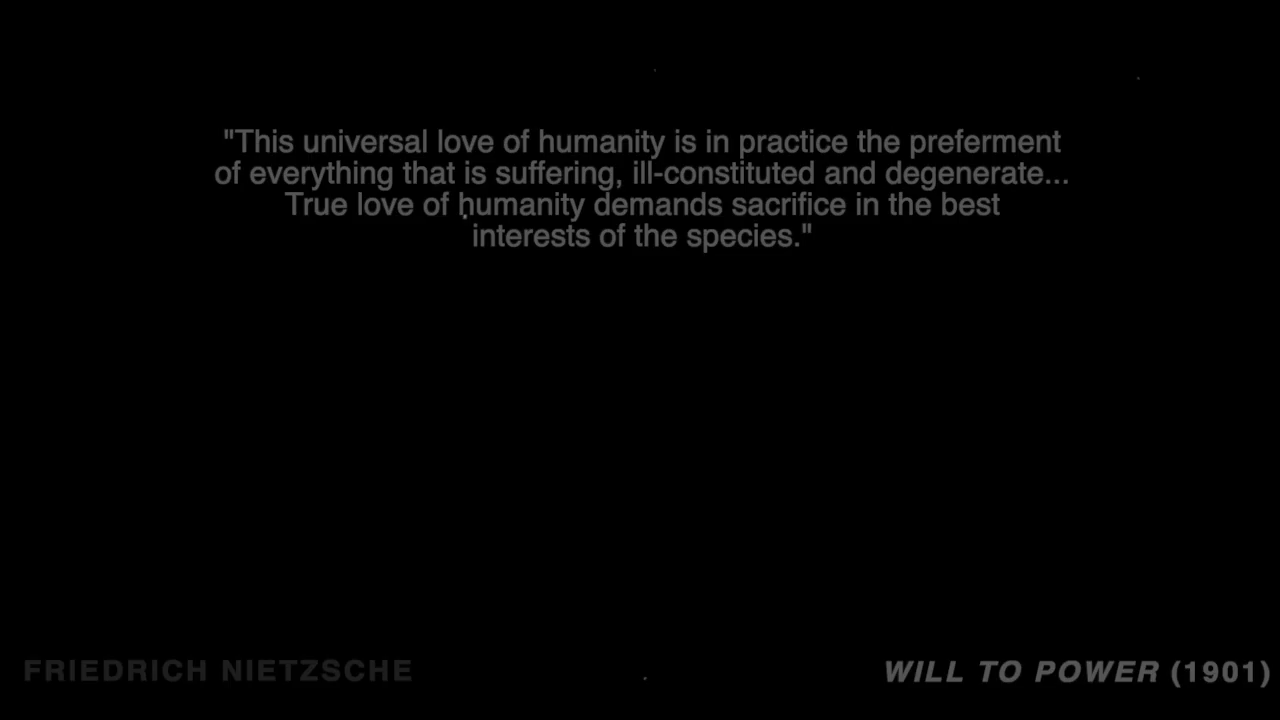 "This universal love of humanity is in practice the preferment
of everything that is suffering, ill-constituted and degenerate...
True love of humanity demands sacrifice in the best
interests of the species."
FRIEDRICH NIETZSCHE
WILL TO POWER (1901)